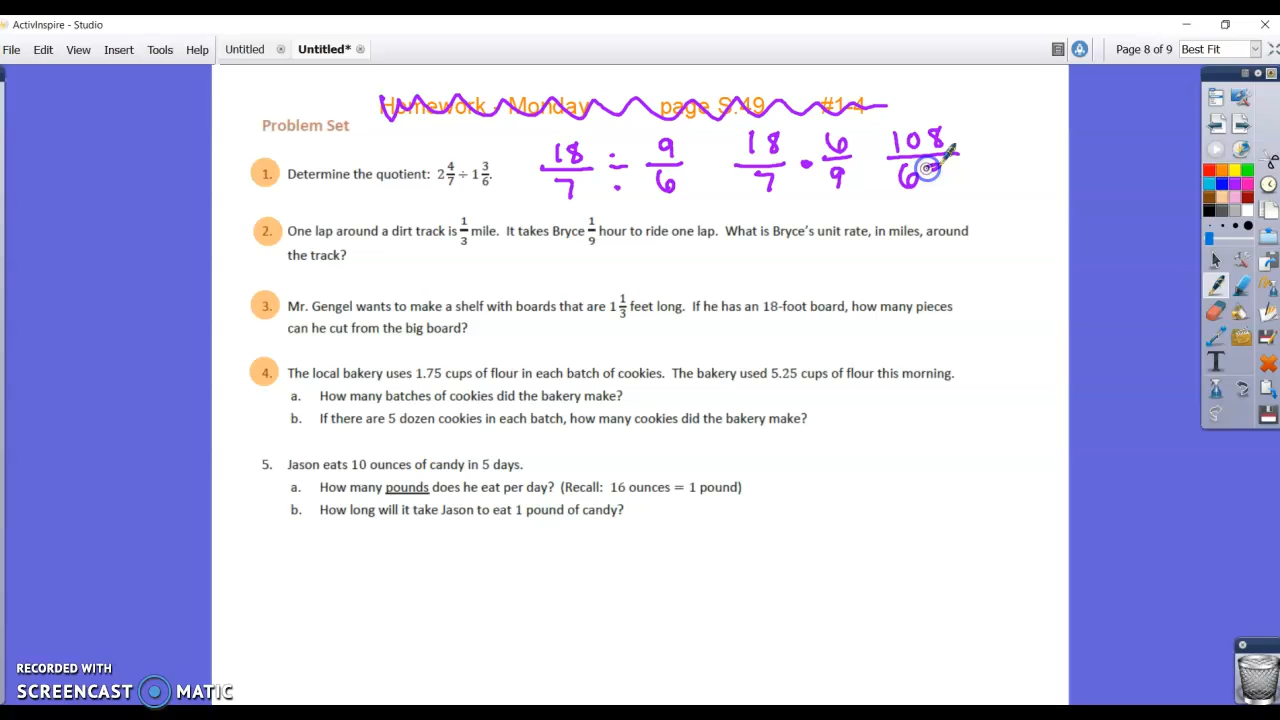 ActivInspire - Studio
File Edit View Insert Tools Help Untitled Untitled* Page 8 of 9 Best Fit
Homework - Monday page S.49 #1-4
Problem Set
18/7 ÷ 9/6 18/7 · 6/9 108/6
1. Determine the quotient: 2 4/7 ÷ 1 3/6.
2. One lap around a dirt track is 1/3 mile. It takes Bryce 1/9 hour to ride one lap. What is Bryce's unit rate, in miles, around
the track?
3. Mr. Gengel wants to make a shelf with boards that are 1 1/3 feet long. If he has an 18-foot board, how many pieces
can he cut from the big board?
4. The local bakery uses 1.75 cups of flour in each batch of cookies. The bakery used 5.25 cups of flour this morning.
a. How many batches of cookies did the bakery make?
b. If there are 5 dozen cookies in each batch, how many cookies did the bakery make?
5. Jason eats 10 ounces of candy in 5 days.
a. How many pounds does he eat per day? (Recall: 16 ounces = 1 pound)
b. How long will it take Jason to eat 1 pound of candy?
RECORDED WITH
SCREENCAST MATIC